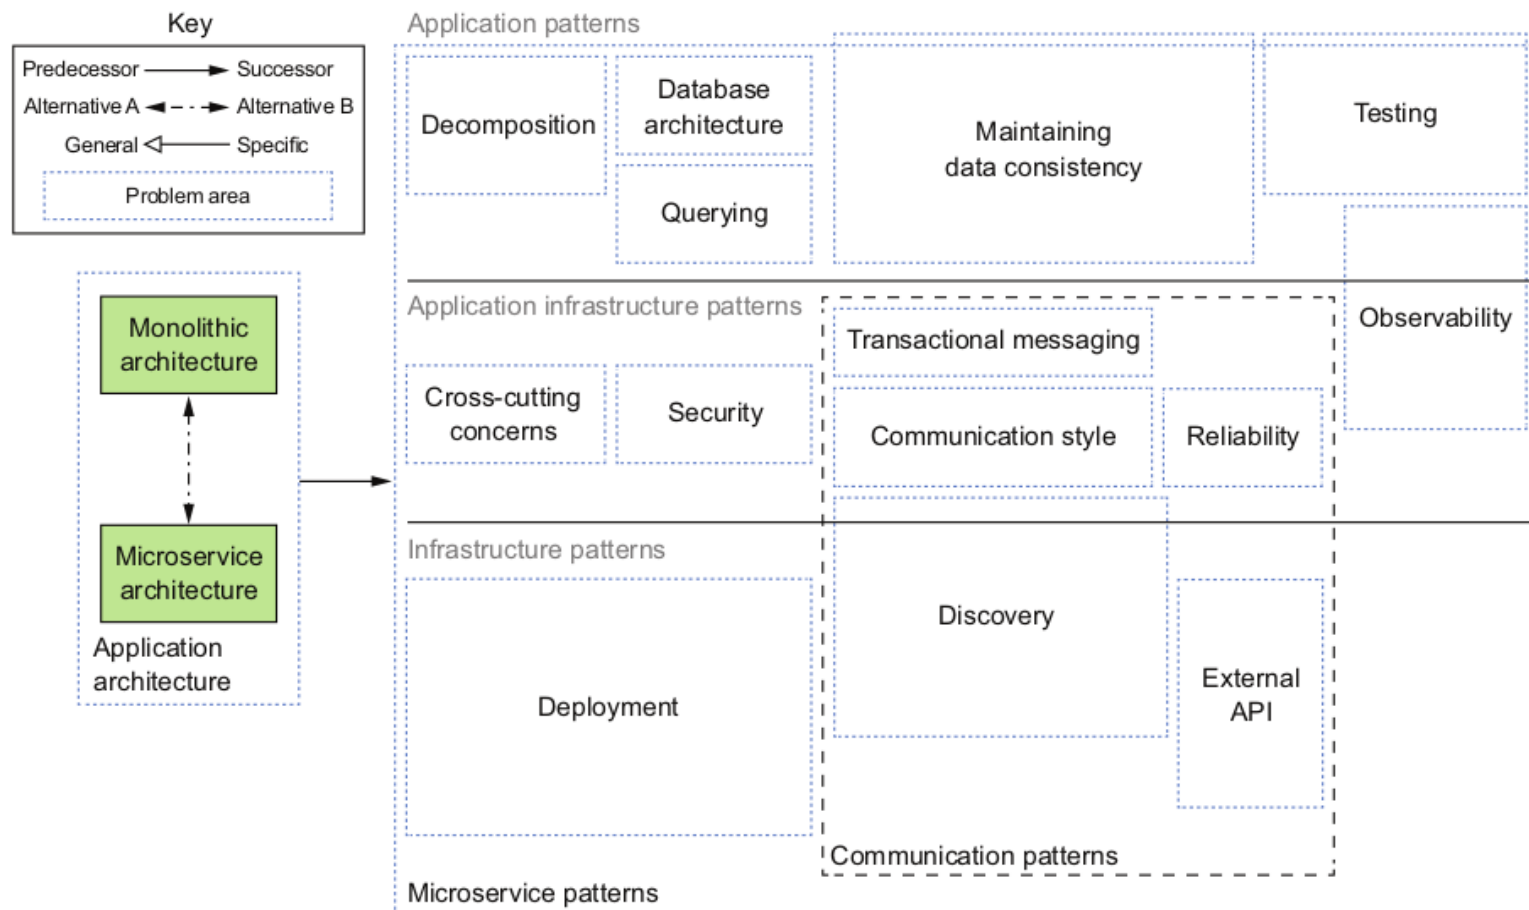 Key
Predecessor Successor
Alternative A Alternative B
General Specific
Problem area
Monolithic
architecture
Microservice
architecture
Application
architecture
Application patterns
Decomposition
Database
architecture
Querying
Maintaining
data consistency
Testing
Observability
Application infrastructure patterns
Cross-cutting
concerns
Security
Transactional messaging
Communication style
Reliability
Infrastructure patterns
Deployment
Discovery
External
API
Communication patterns
Microservice patterns